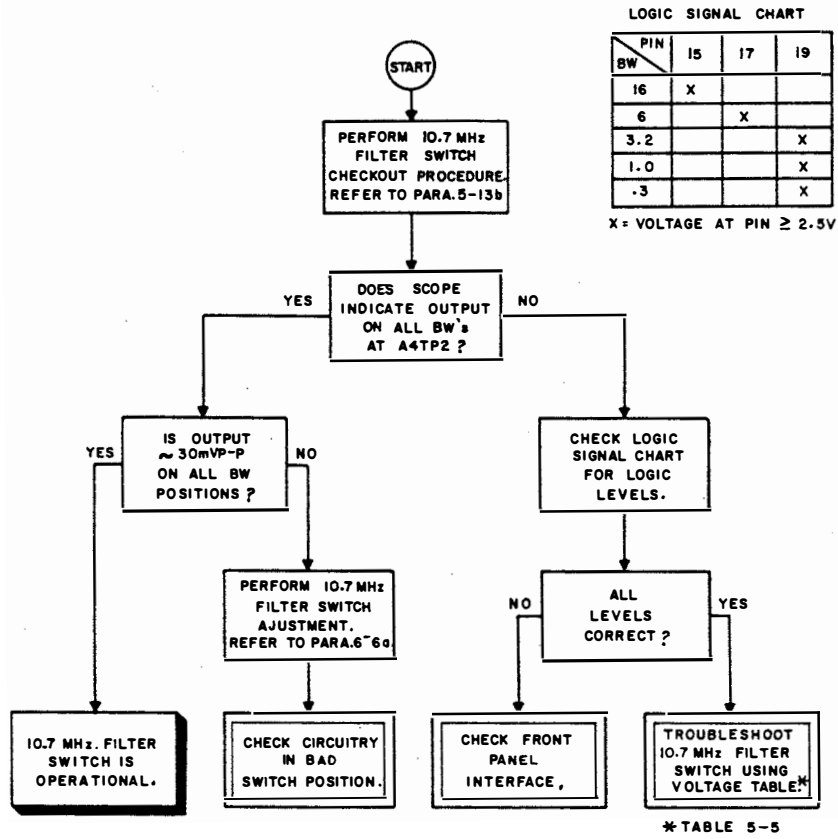 LOGIC SIGNAL CHART
PIN
BW
15 17 19
16 X
6 X
3.2 X
1.0 X
.3 X
X = VOLTAGE AT PIN ≥ 2.5V
START
PERFORM 10.7 MHz
FILTER SWITCH
CHECKOUT PROCEDURE.
REFER TO PARA.5-13b
DOES SCOPE
INDICATE OUTPUT
ON ALL BW's
AT A4TP2 ?
YES
NO
IS OUTPUT
~ 30mVP-P
ON ALL BW
POSITIONS ?
YES
NO
CHECK LOGIC
SIGNAL CHART
FOR LOGIC
LEVELS.
PERFORM 10.7 MHz
FILTER SWITCH
AJUSTMENT.
REFER TO PARA.6-6a.
ALL
LEVELS
CORRECT ?
NO
YES
10.7 MHz. FILTER
SWITCH IS
OPERATIONAL.
CHECK CIRCUITRY
IN BAD
SWITCH POSITION.
CHECK FRONT
PANEL
INTERFACE,
TROUBLESHOOT
10.7 MHz FILTER
SWITCH USING
VOLTAGE TABLE.*
* TABLE 5-5